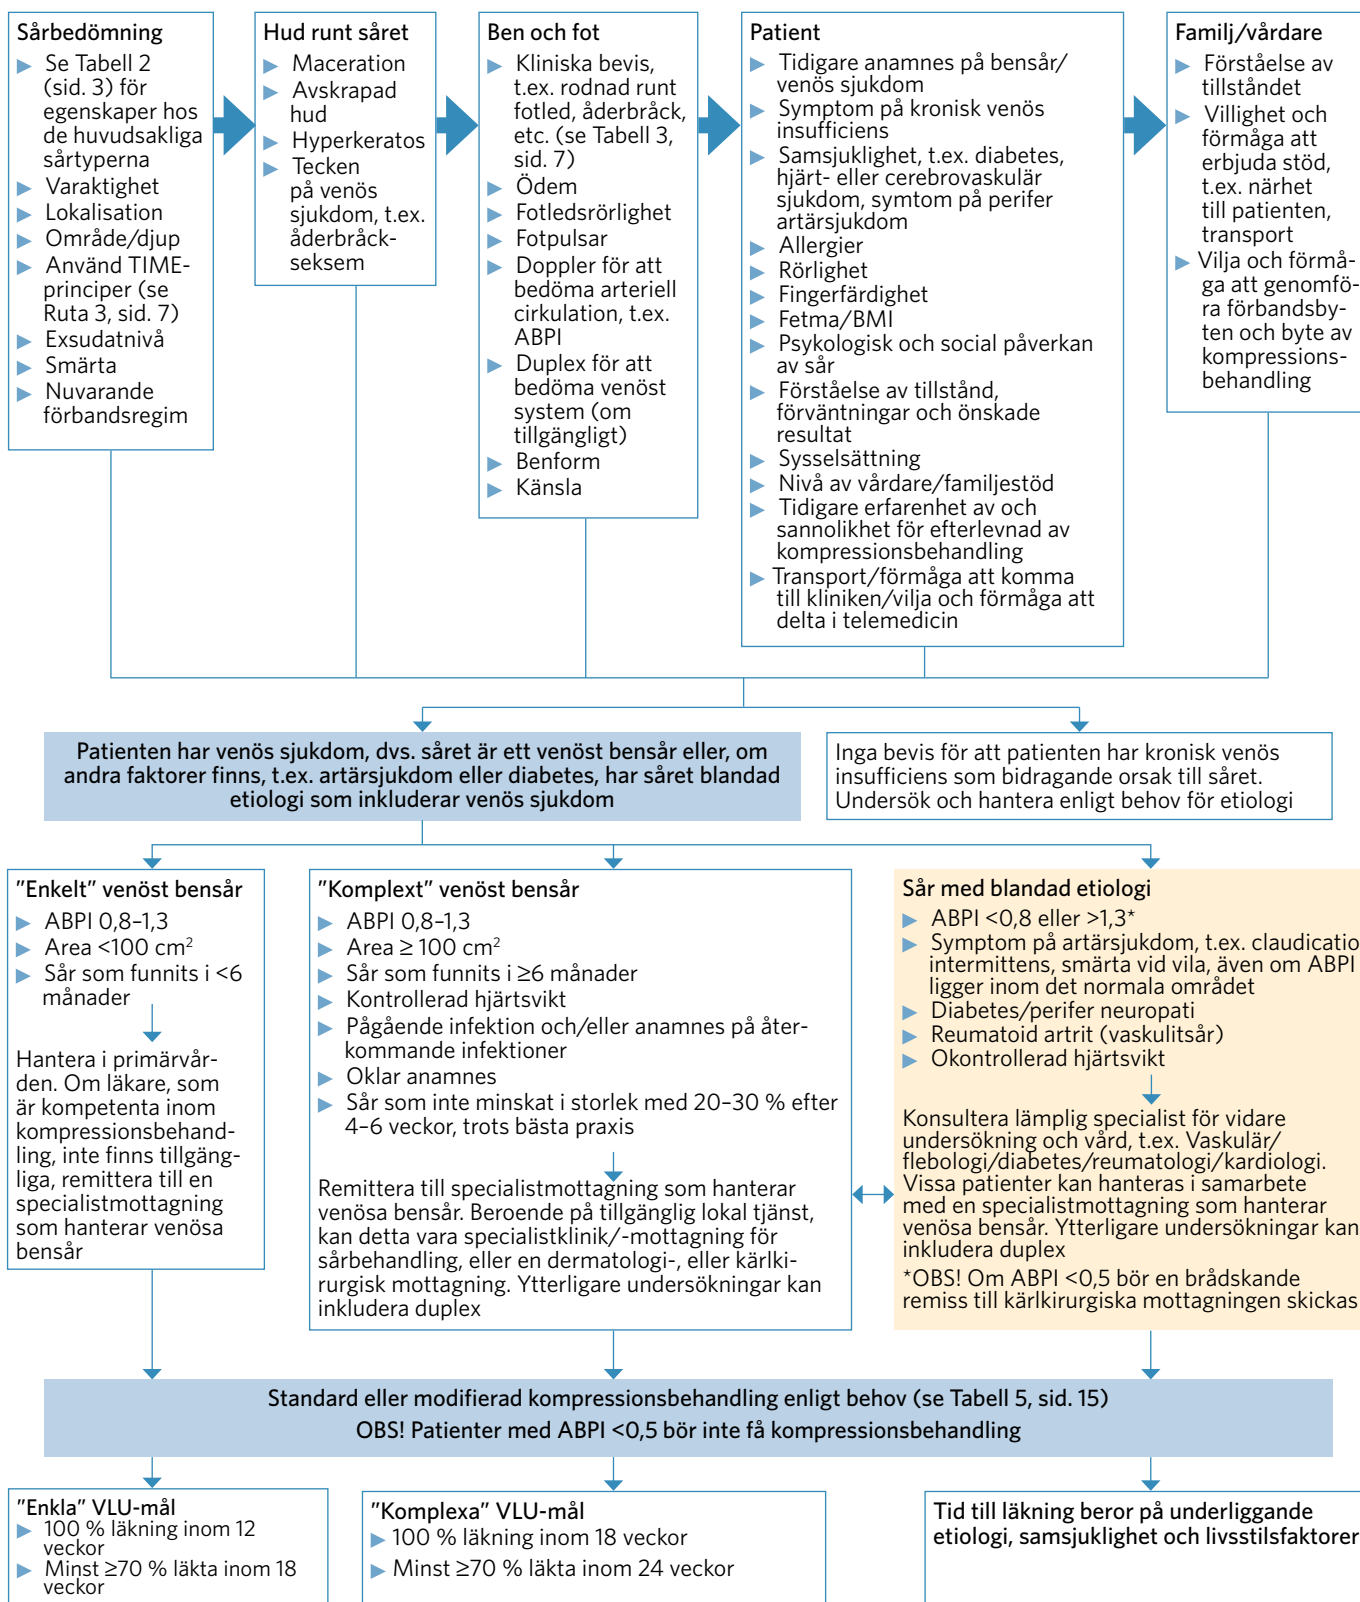 Sårbedömning
Se Tabell 2
(sid. 3) för
egenskaper hos
de huvudsakliga
sårtyperna
Varaktighet
Lokalisation
Område/djup
Använd TIME-
principer (se
Ruta 3, sid. 7)
Exsudatnivå
Smärta
Nuvarande
förbandsregim
Hud runt såret
Maceration
Avskrapad
hud
Hyperkeratos
Tecken
på venös
sjukdom, t.ex.
åderbråck-
seksem
Ben och fot
Kliniska bevis,
t.ex. rodnad runt
fotled, åderbråck,
etc. (se Tabell 3,
sid. 7)
Ödem
Fotledsrörlighet
Fotpulsar
Doppler för att
bedöma arteriell
cirkulation, t.ex.
ABPI
Duplex för att
bedöma venöst
system (om
tillgängligt)
Benform
Känsla
Patient
Tidigare anamnes på bensår/
venös sjukdom
Symptom på kronisk venös
insufficiens
Samsjuklighet, t.ex. diabetes,
hjärt- eller cerebrovaskulär
sjukdom, symtom på perifer
artärsjukdom
Allergier
Rörlighet
Fingerfärdighet
Fetma/BMI
Psykologisk och social påverkan
av sår
Förståelse av tillstånd,
förväntningar och önskade
resultat
Sysselsättning
Nivå av vårdare/familjestöd
Tidigare erfarenhet av och
sannolikhet för efterlevnad av
kompressionsbehandling
Transport/förmåga att komma
till kliniken/vilja och förmåga att
delta i telemedicin
Familj/vårdare
Förståelse av
tillståndet
Villighet och
förmåga att
erbjuda stöd,
t.ex. närhet
till patienten,
transport
Vilja och förmå-
ga att genomfö-
ra förbandsby-
ten och byte av
kompressions-
behandling
Patienten har venös sjukdom, dvs. såret är ett venöst bensår eller, om
andra faktorer finns, t.ex. artärsjukdom eller diabetes, har såret blandad
etiologi som inkluderar venös sjukdom
Inga bevis för att patienten har kronisk venös
insufficiens som bidragande orsak till såret.
Undersök och hantera enligt behov för etiologi
"Enkelt" venöst bensår
ABPI 0,8–1,3
Area <100 cm²
Sår som funnits i <6
månader
Hantera i primärvår-
den. Om läkare, som
är kompetenta inom
kompressionsbehand-
ling, inte finns tillgäng-
liga, remittera till en
specialistmottagning
som hanterar venösa
bensår
"Komplext" venöst bensår
ABPI 0,8–1,3
Area ≥ 100 cm²
Sår som funnits i ≥6 månader
Kontrollerad hjärtsvikt
Pågående infektion och/eller anamnes på åter-
kommande infektioner
Oklar anamnes
Sår som inte minskat i storlek med 20–30 % efter
4–6 veckor, trots bästa praxis
Remittera till specialistmottagning som hanterar
venösa bensår. Beroende på tillgänglig lokal tjänst,
kan detta vara specialistklinik/-mottagning för
sårbehandling, eller en dermatologi-, eller kärlki-
rurgisk mottagning. Ytterligare undersökningar kan
inkludera duplex
Sår med blandad etiologi
ABPI <0,8 eller >1,3*
Symptom på artärsjukdom, t.ex. claudicatio
intermittens, smärta vid vila, även om ABPI
ligger inom det normala området
Diabetes/perifer neuropati
Reumatoid artrit (vaskulitsår)
Okontrollerad hjärtsvikt
Konsultera lämplig specialist för vidare
undersökning och vård, t.ex. Vaskulär/
flebologi/diabetes/reumatologi/kardiologi.
Vissa patienter kan hanteras i samarbete
med en specialistmottagning som hanterar
venösa bensår. Ytterligare undersökningar kan
inkludera duplex
*OBS! Om ABPI <0,5 bör en brådskande
remiss till kärlkirurgiska mottagningen skickas
Standard eller modifierad kompressionsbehandling enligt behov (se Tabell 5, sid. 15)
OBS! Patienter med ABPI <0,5 bör inte få kompressionsbehandling
"Enkla" VLU-mål
100 % läkning inom 12
veckor
Minst ≥70 % läkta inom 18
veckor
"Komplexa" VLU-mål
100 % läkning inom 18 veckor
Minst ≥70 % läkta inom 24 veckor
Tid till läkning beror på underliggande
etiologi, samsjuklighet och livsstilsfaktorer